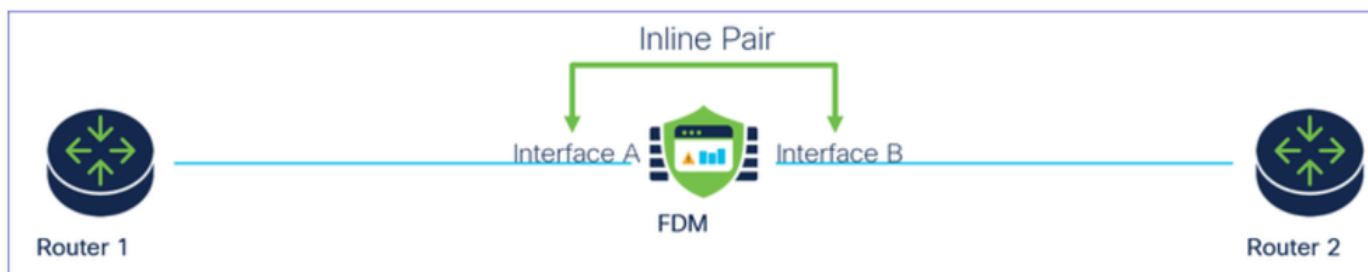 Inline Pair
Interface A
Interface B
FDM
Router 1
Router 2